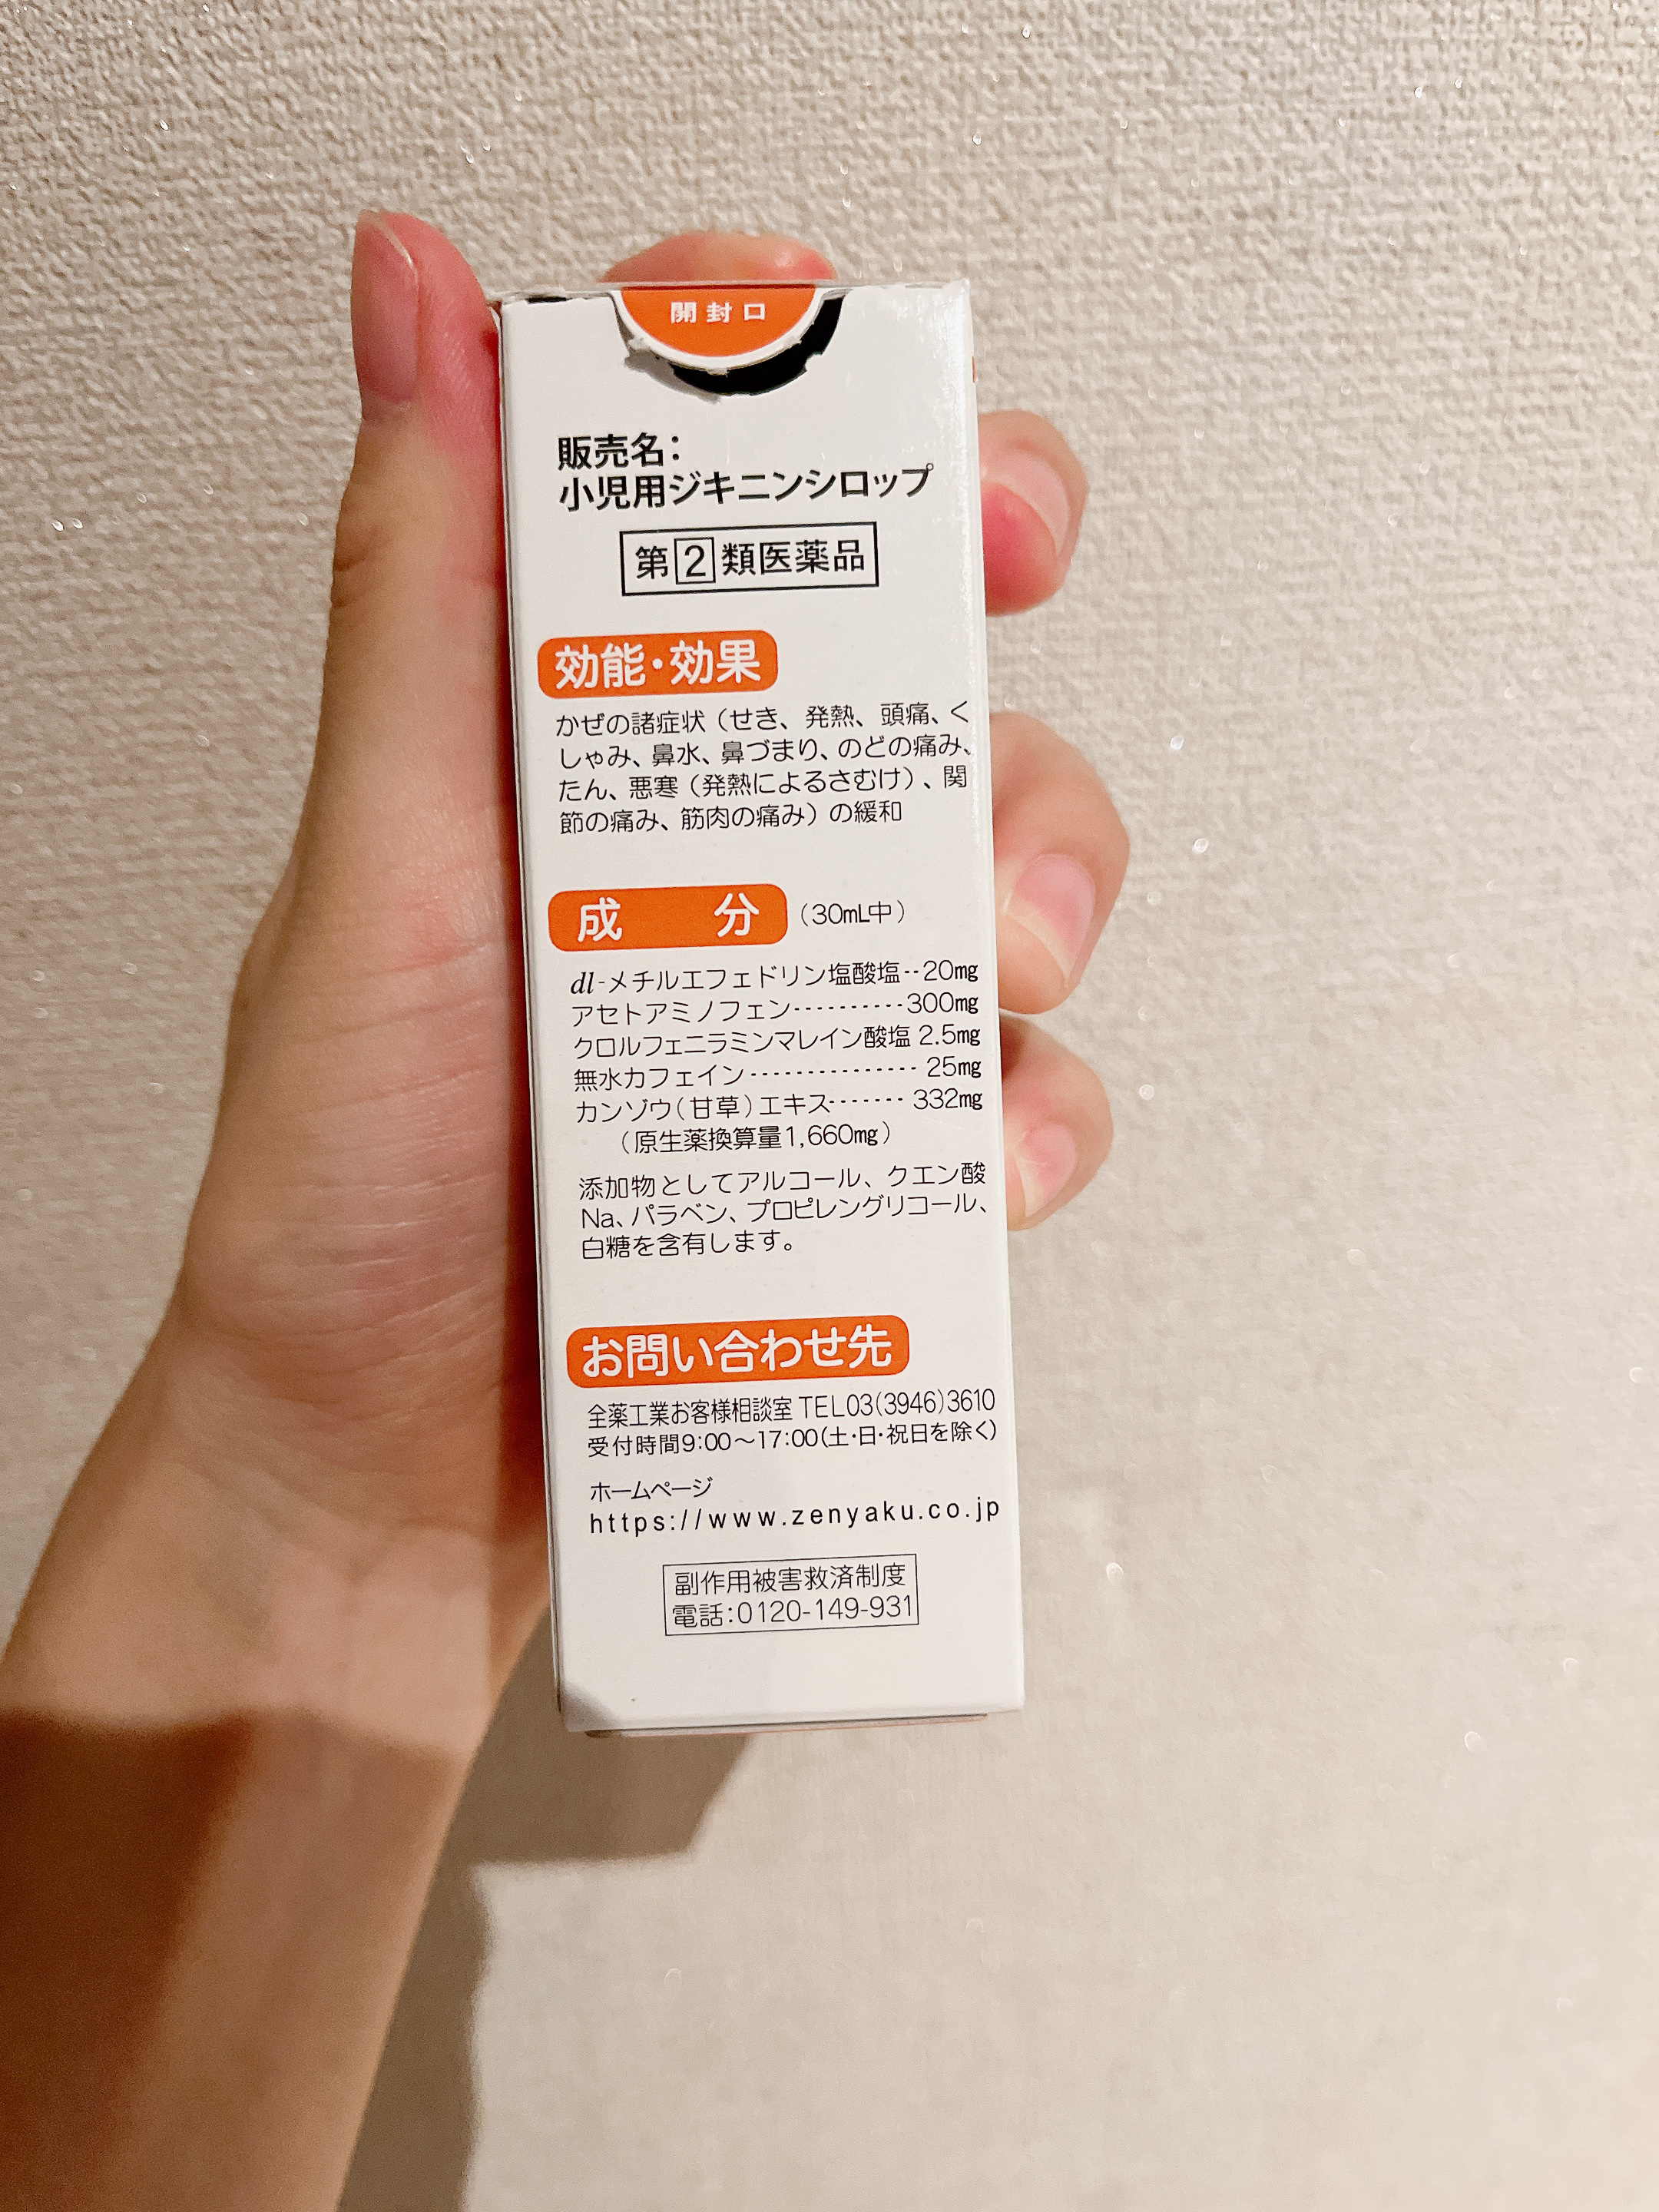 開封口
販売名：
小児用ジキニンシロップ
第②類医薬品
効能・効果
かぜの諸症状（せき、発熱、頭痛、く
しゃみ、鼻水、鼻づまり、のどの痛み、
たん、悪寒（発熱によるさむけ）、関
節の痛み、筋肉の痛み）の緩和
成 分 （30mL中）
dl-メチルエフェドリン塩酸塩‥20mg
アセトアミノフェン‥‥‥‥‥300mg
クロルフェニラミンマレイン酸塩 2.5mg
無水カフェイン‥‥‥‥‥‥‥ 25mg
カンゾウ（甘草）エキス‥‥‥ 332mg
（原生薬換算量1,660mg）
添加物としてアルコール、クエン酸
Na、パラベン、プロピレングリコール、
白糖を含有します。
お問い合わせ先
全薬工業お客様相談室 TEL03(3946)3610
受付時間9：00～17：00(土・日・祝日を除く)
ホームページ
https://www.zenyaku.co.jp
副作用被害救済制度
電話：0120-149-931